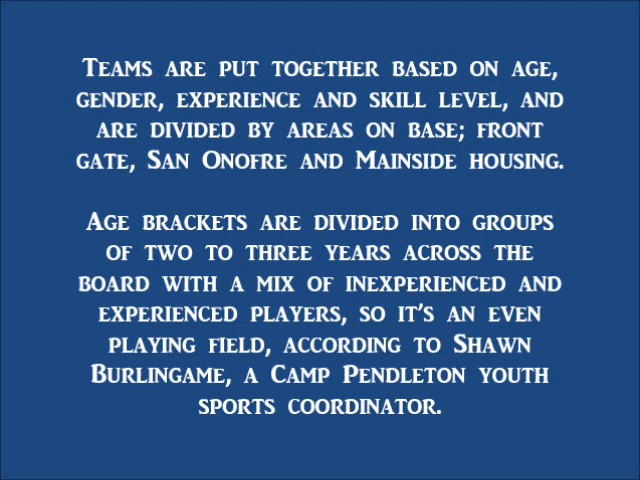 Teams are put together based on age,
gender, experience and skill level, and
are divided by areas on base; front
gate, San Onofre and Mainside housing.
Age brackets are divided into groups
of two to three years across the
board with a mix of inexperienced and
experienced players, so it's an even
playing field, according to Shawn
Burlingame, a Camp Pendleton youth
sports coordinator.